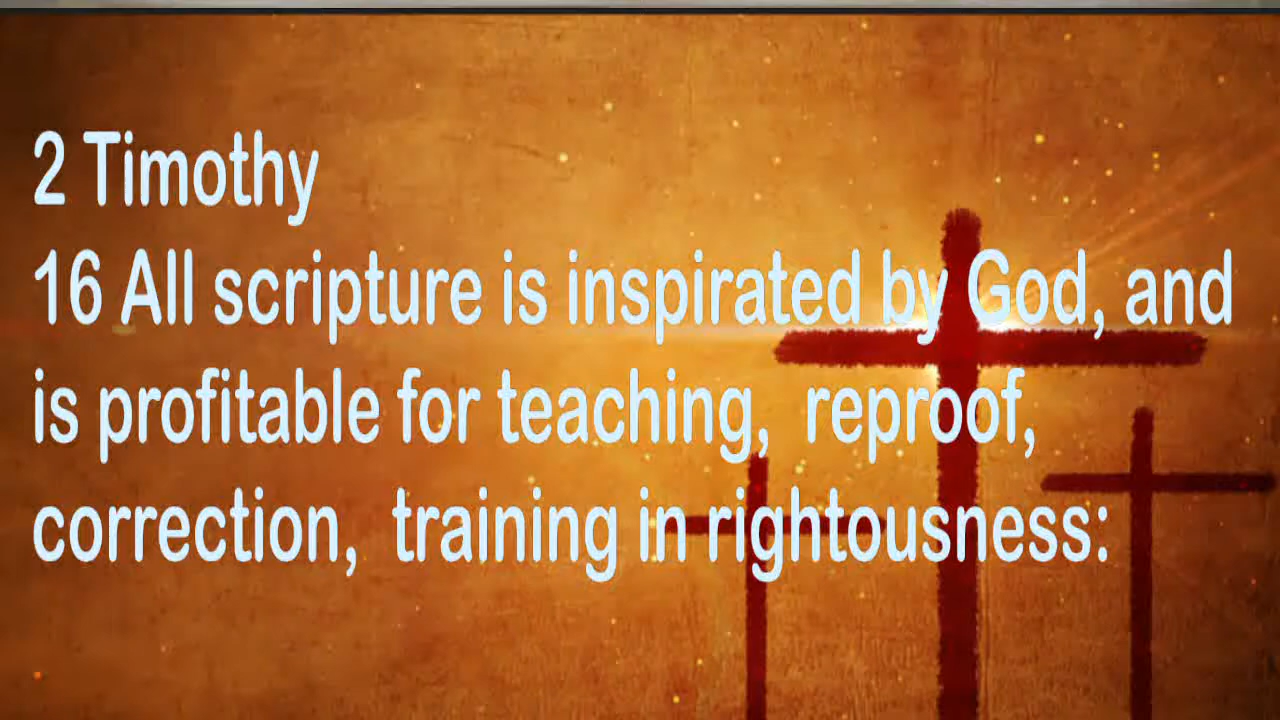 2 Timothy
16 All scripture is inspirated by God, and
is profitable for teaching,  reproof,
correction,  training in rightousness: